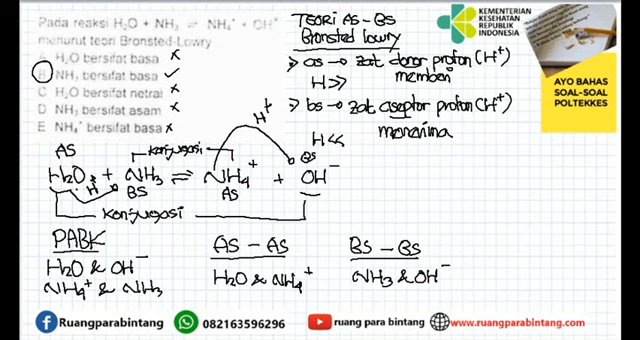 Pada reaksi H₂O + NH₃ ⇌ NH₄⁺ + OH⁻
menurut teori Bronsted-Lowry
A H₂O bersifat basa x
B NH₃ bersifat basa ✓
C H₂O bersifat netral x
D NH₃ bersifat asam x
E NH₄⁺ bersifat basa x
TEORI AS-BS
Bronsted lowry
> as → zat donor proton (H⁺)
memberi
H >>
> bs → zat aseptor proton (H⁺)
menerima
H <<
KEMENTERIAN
KESEHATAN
REPUBLIK
INDONESIA
AYO BAHAS
SOAL-SOAL
POLTEKKES
H⁺
AS konjugasi BS
H₂O + NH₃ ⇌ NH₄⁺ + OH⁻
H⁺ BS AS
konjugasi
PABK
H₂O & OH⁻
NH₄⁺ & NH₃
AS - AS
H₂O & NH₄⁺
BS - BS
NH₃ & OH⁻
Ruangparabintang 082163596296 ruang para bintang www.ruangparabintang.com